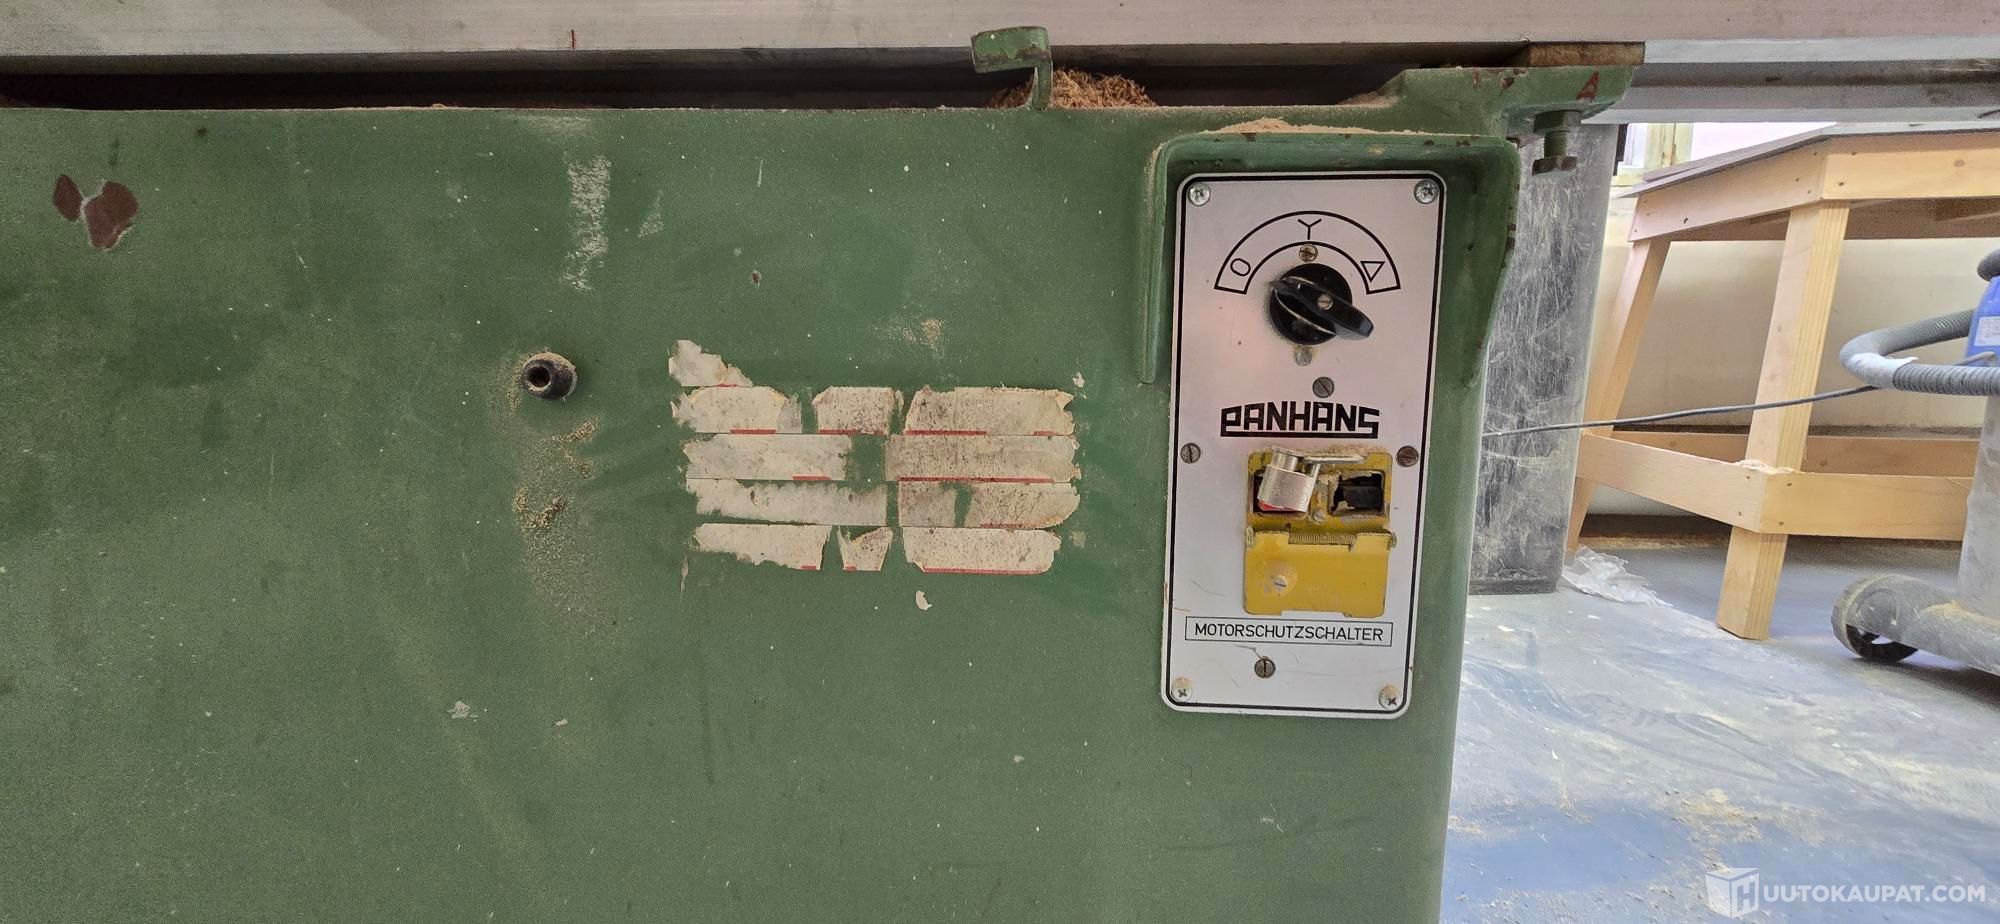 A
O Y Δ
PANHANS
MOTORSCHUTZSCHALTER
HUUTOKAUPAT.COM